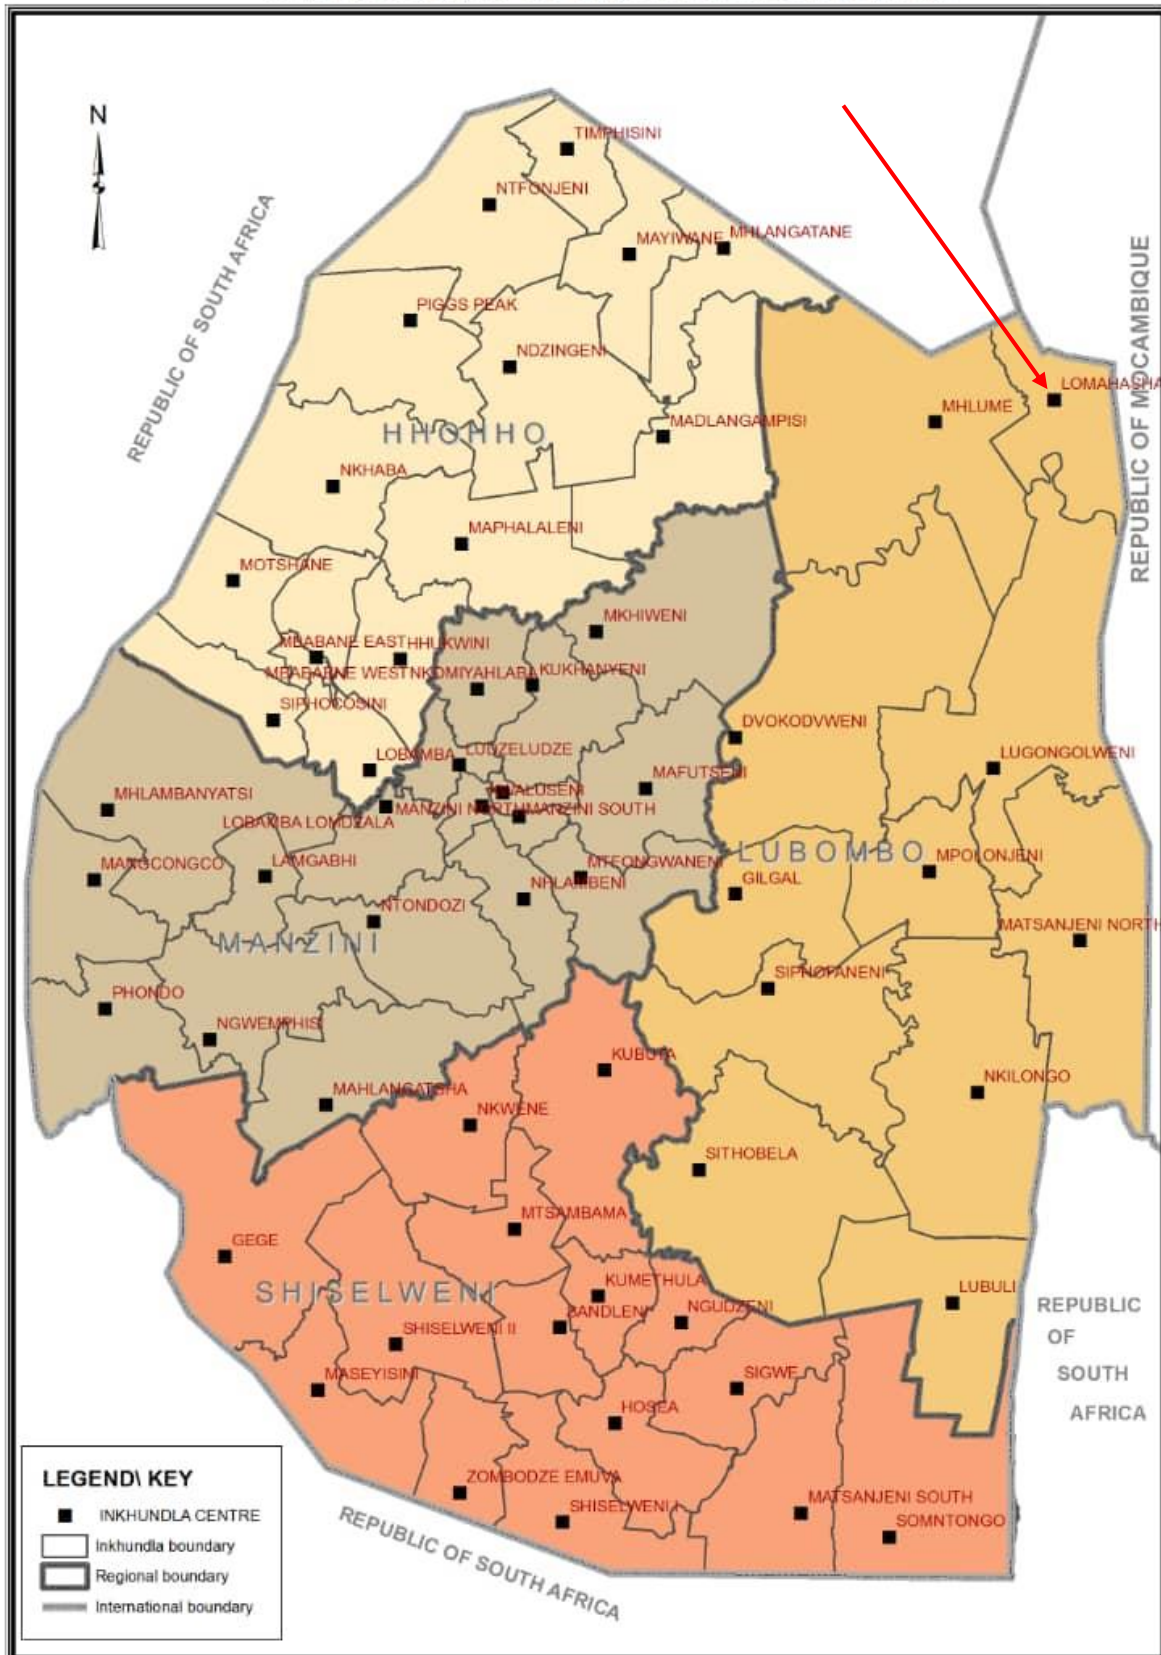 N
TIMPHISINI
NTFONJENI
MAYIWANE
MHLANGATANE
REPUBLIC OF SOUTH AFRICA
REPUBLIC OF MOCAMBIQUE
PIGGS PEAK
NDZINGENI
LOMAHASHA
MHLUME
MADLANGAMPISI
HHOHHO
NKHABA
MAPHALALENI
MOTSHANE
MKHIWENI
MBABANE EAST
HHUKWINI
MBABABNE WEST
NKOMIYAHLABA
KUKHANYENI
SIPHOCOSINI
DVOKODVWENI
LOBAMBA
LUDZELUDZE
LUGONGOLWENI
MAFUTSENI
MHLAMBANYATSI
MANZINI NORTH
MANZINI SOUTH
LOBAMBA LOMDZALA
LUBOMBO
MANGCONGCO
LAMGABHI
MTFONGWANENI
MPOLONJENI
NHLAMBENI
GILGAL
NTONDOZI
MATSANJENI NORTH
MANZINI
SIPHOFANENI
PHONDO
NGWEMPHISI
KUBUTA
NKILONGO
MAHLANGATSHA
NKWENE
SITHOBELA
MTSAMBAMA
GEGE
SHISELWENI
KUMETHULA
LUBULI
NGUDZENI
SANDLENI
REPUBLIC
OF
SOUTH
AFRICA
SHISELWENI II
MASEYISINI
SIGWE
HOSEA
ZOMBODZE EMUVA
SHISELWENI I
MATSANJENI SOUTH
SOMNTONGO
REPUBLIC OF SOUTH AFRICA
LEGEND\ KEY
INKHUNDLA CENTRE
Inkhundla boundary
Regional boundary
International boundary